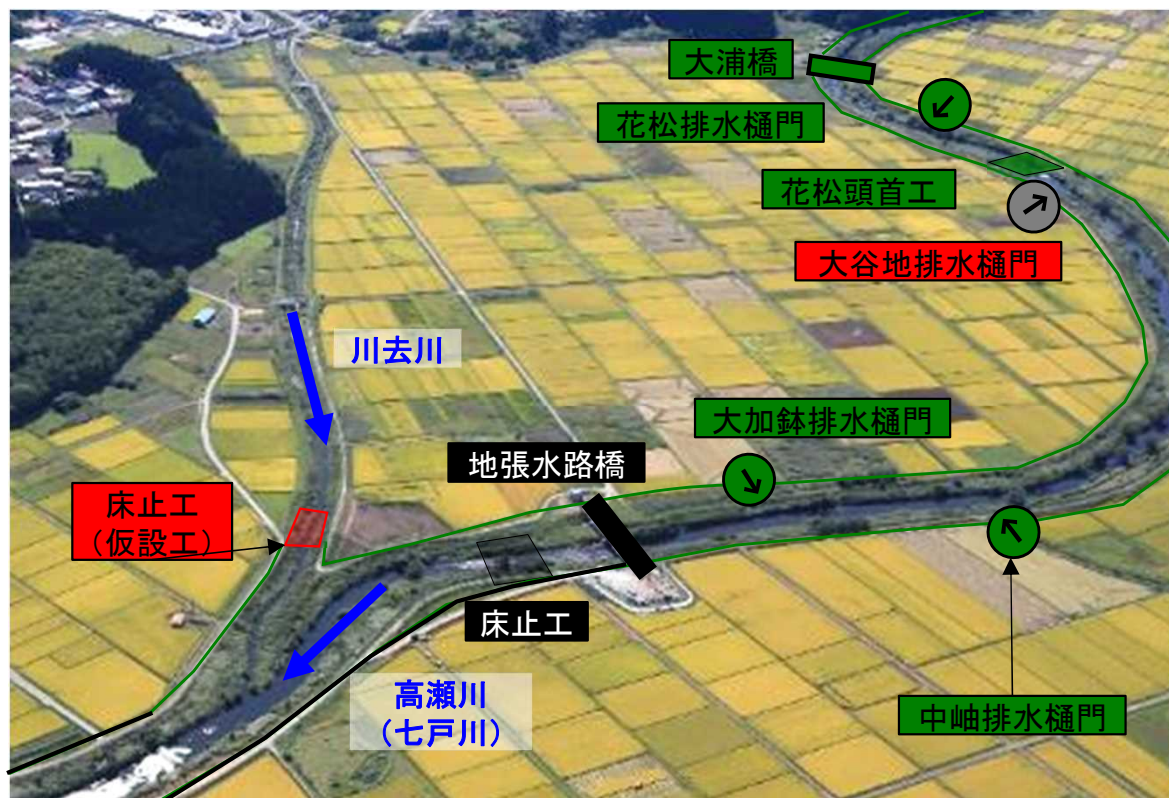 大浦橋
花松排水樋門
花松頭首工
大谷地排水樋門
川去川
大加鉢排水樋門
地張水路橋
床止工
（仮設工）
床止工
高瀬川
（七戸川）
中岫排水樋門